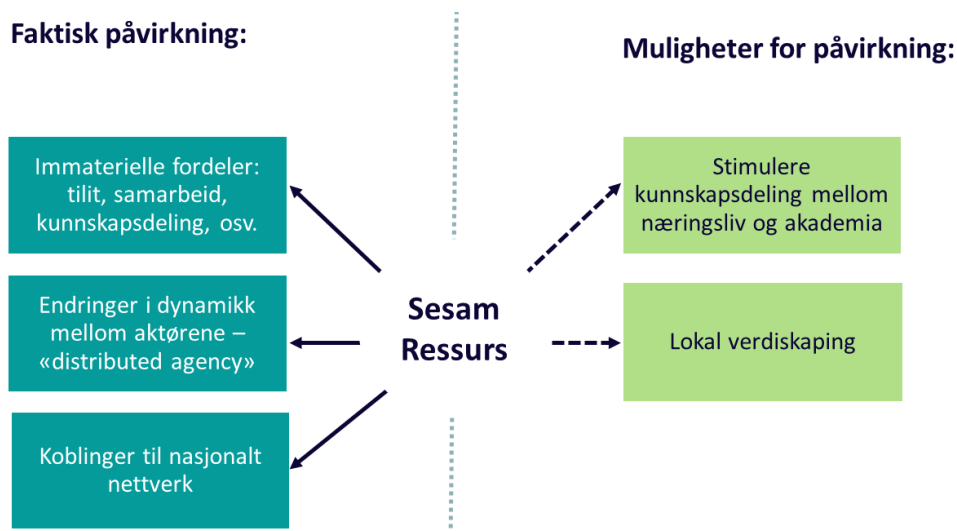 Faktisk påvirkning:
Muligheter for påvirkning:
Immaterielle fordeler:
tilit, samarbeid,
kunnskapsdeling, osv.
Endringer i dynamikk
mellom aktørene –
«distributed agency»
Koblinger til nasjonalt
nettverk
Sesam
Ressurs
Stimulere
kunnskapsdeling mellom
næringsliv og akademia
Lokal verdiskaping